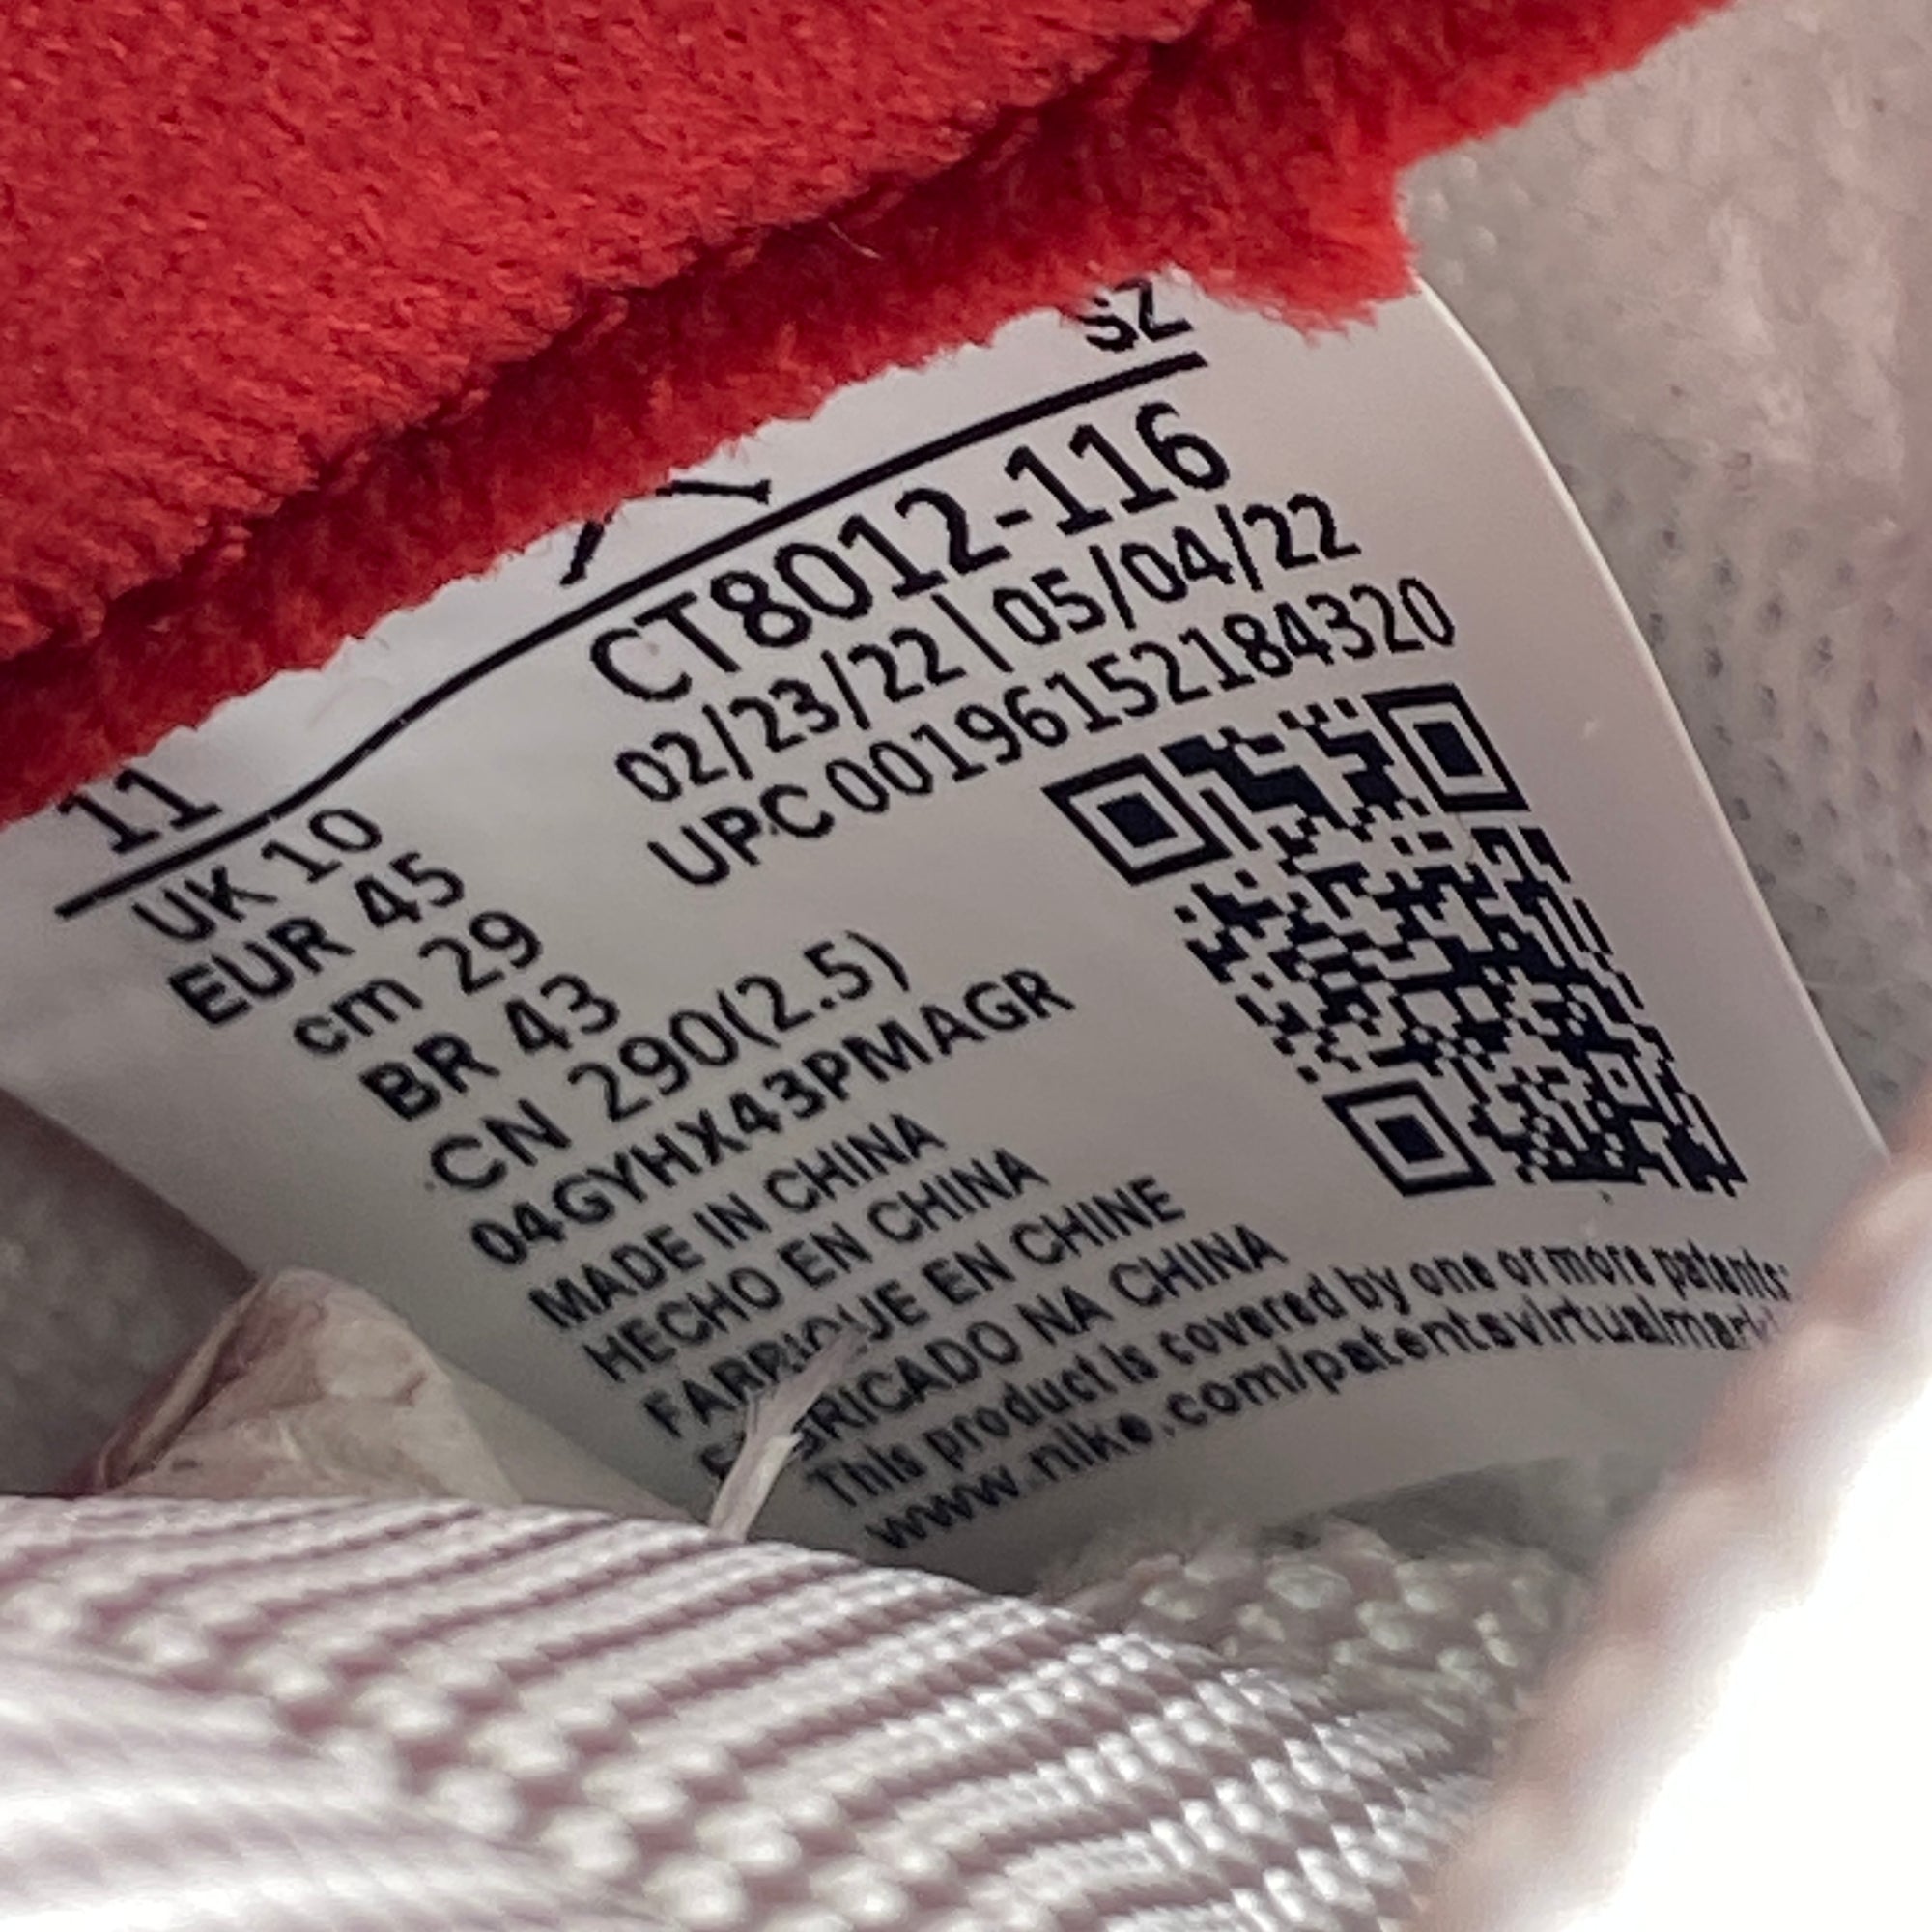 SZ
11
CT8012-116
02/23/22 | 05/04/22
UPC 00196152184320
UK 10
EUR 45
cm 29
BR 43
CN 290(2.5)
04GYHX43PMAGR
MADE IN CHINA
HECHO EN CHINA
FABRIQUE EN CHINE
FABRICADO NA CHINA
This product is covered by one or more patents:
www.nike.com/patentsvirtualmark